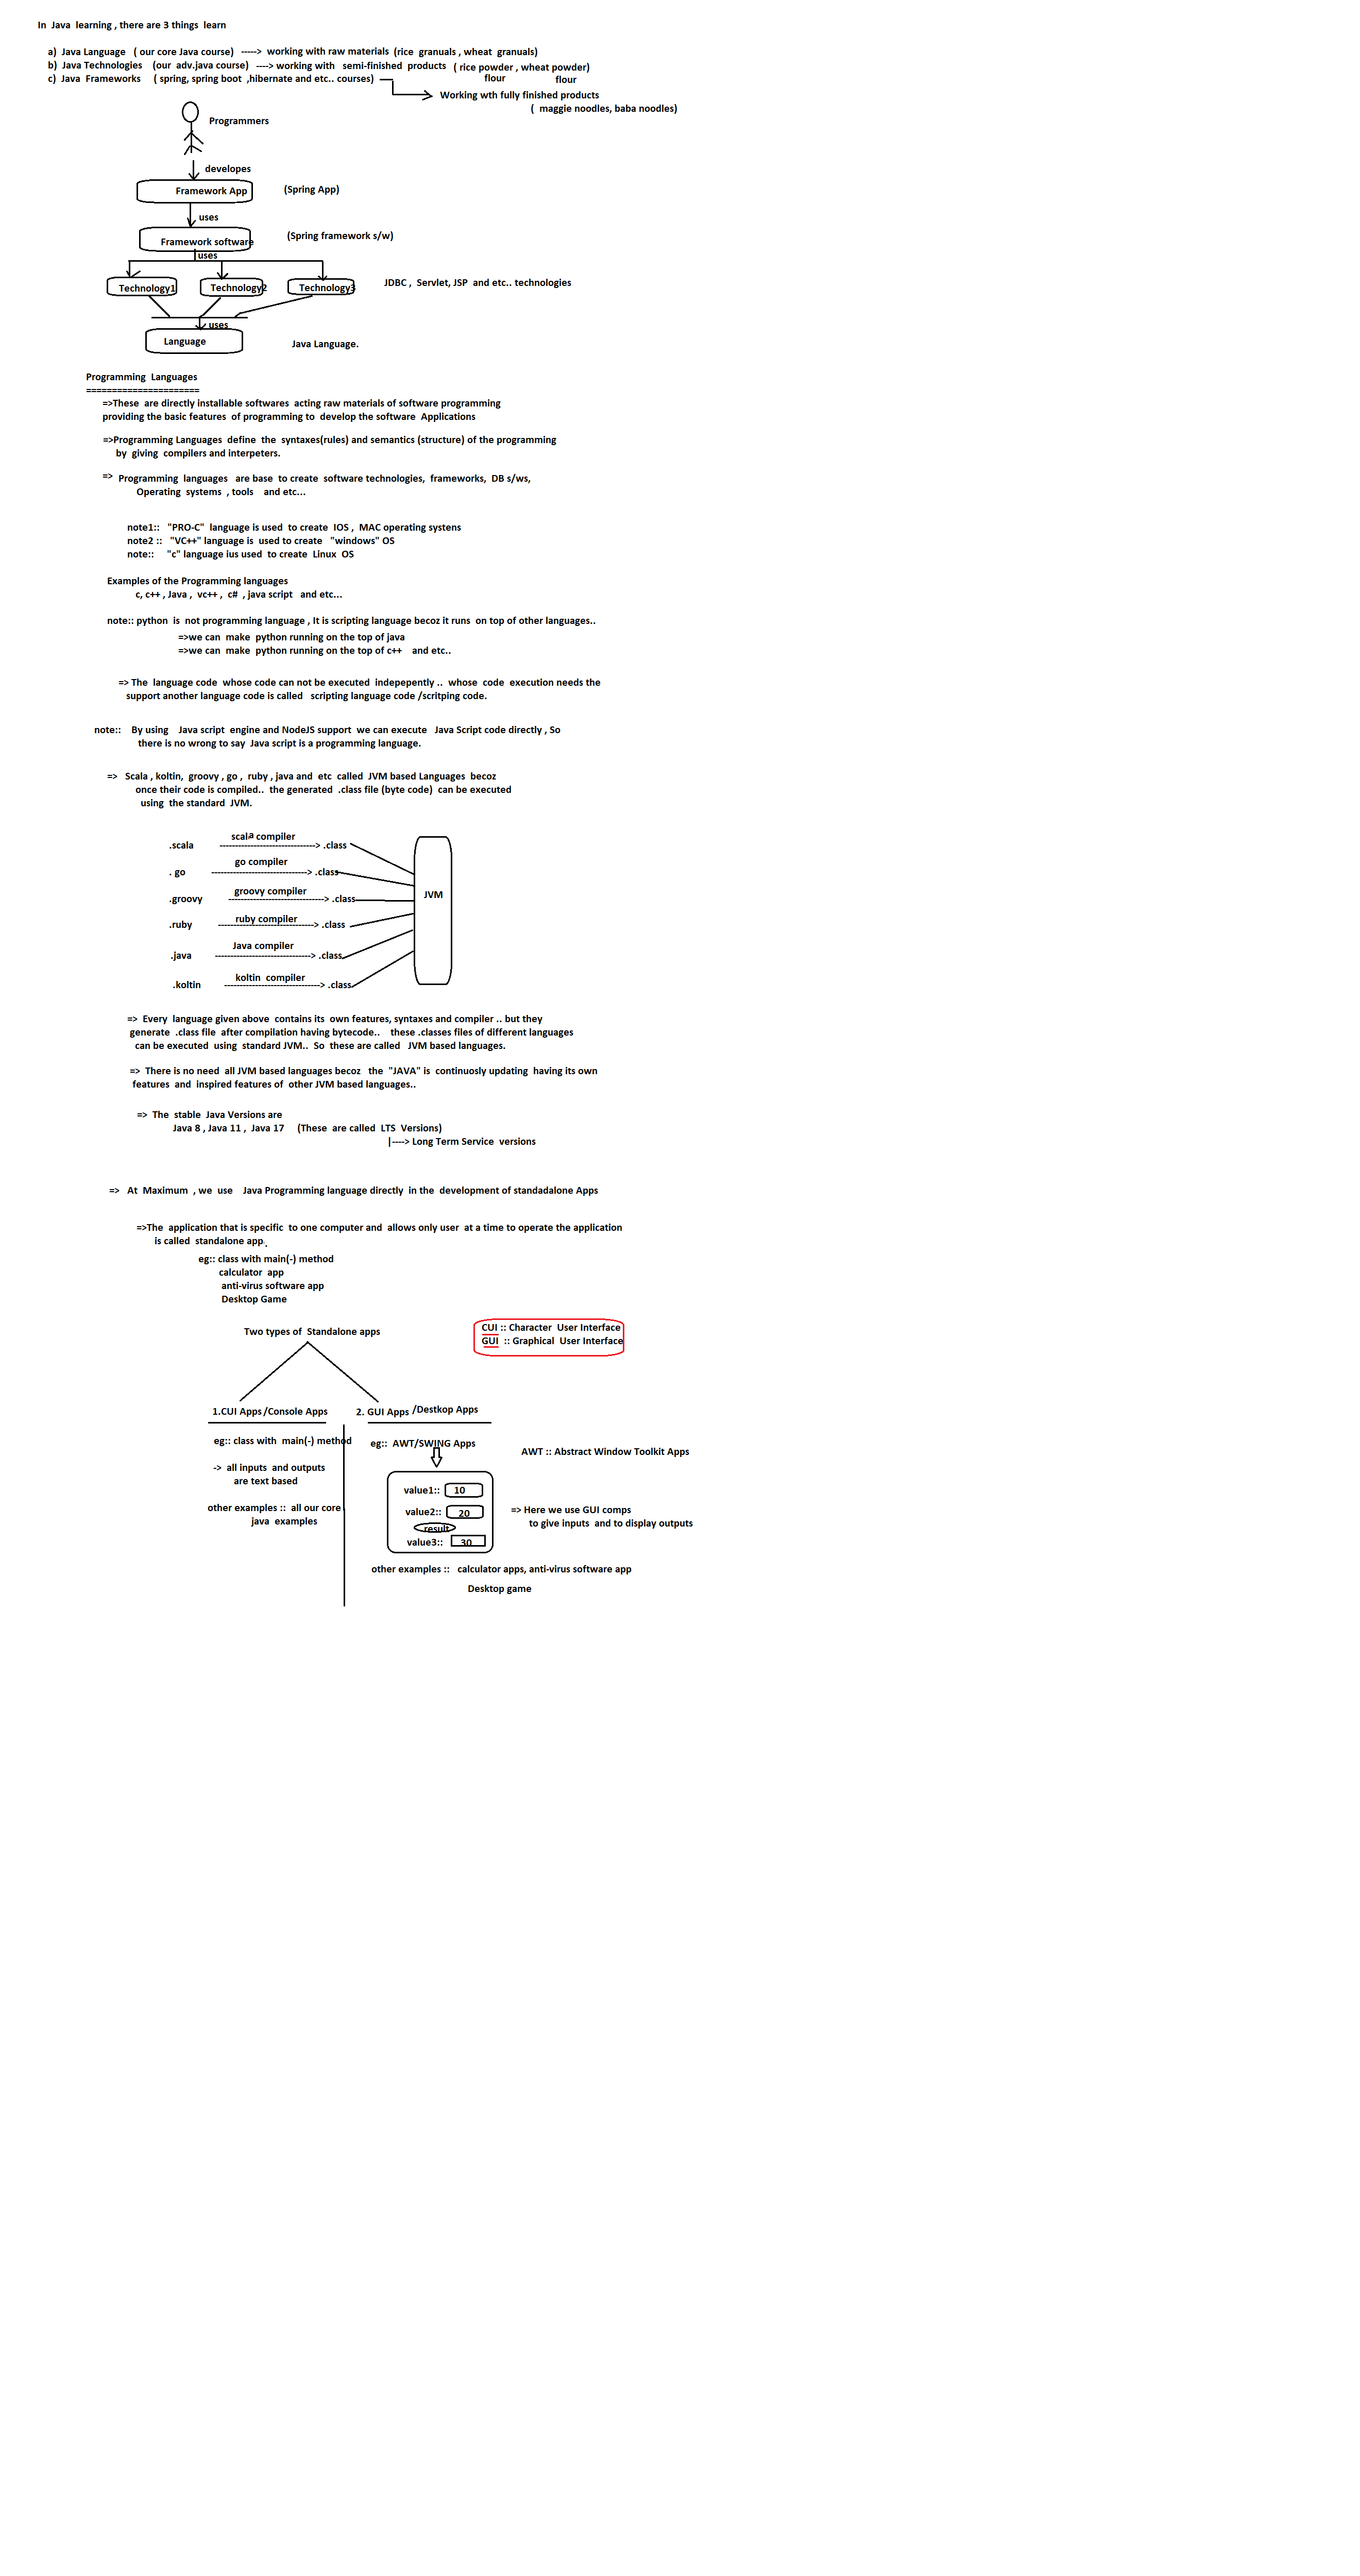 In Java learning , there are 3 things learn
a) Java Language ( our core Java course) -----> working with raw materials (rice granuals , wheat granuals)
b) Java Technologies (our adv.java course) ----> working with semi-finished products ( rice powder , wheat powder)
flour flour
c) Java Frameworks ( spring, spring boot ,hibernate and etc.. courses)
Working wth fully finished products
( maggie noodles, baba noodles)
Programmers
developes
Framework App (Spring App)
uses
Framework software (Spring framework s/w)
uses
Technology1 Technology2 Technology3 JDBC , Servlet, JSP and etc.. technologies
uses
Language Java Language.
Programming Languages
======================
=>These are directly installable softwares acting raw materials of software programming
providing the basic features of programming to develop the software Applications
=>Programming Languages define the syntaxes(rules) and semantics (structure) of the programming
by giving compilers and interpeters.
=> Programming languages are base to create software technologies, frameworks, DB s/ws,
Operating systems , tools and etc...
note1:: "PRO-C" language is used to create IOS , MAC operating systens
note2 :: "VC++" language is used to create "windows" OS
note:: "c" language ius used to create Linux OS
Examples of the Programming languages
c, c++ , Java , vc++ , c# , java script and etc...
note:: python is not programming language , It is scripting language becoz it runs on top of other languages..
=>we can make python running on the top of java
=>we can make python running on the top of c++ and etc..
=> The language code whose code can not be executed indepepently .. whose code execution needs the
support another language code is called scripting language code /scritping code.
note:: By using Java script engine and NodeJS support we can execute Java Script code directly , So
there is no wrong to say Java script is a programming language.
=> Scala , koltin, groovy , go , ruby , java and etc called JVM based Languages becoz
once their code is compiled.. the generated .class file (byte code) can be executed
using the standard JVM.
scala compiler
.scala ------------------------------> .class
go compiler
. go ------------------------------> .class
groovy compiler
.groovy ------------------------------> .class
JVM
ruby compiler
.ruby ------------------------------> .class
Java compiler
.java ------------------------------> .class
koltin compiler
.koltin ------------------------------> .class
=> Every language given above contains its own features, syntaxes and compiler .. but they
generate .class file after compilation having bytecode.. these .classes files of different languages
can be executed using standard JVM.. So these are called JVM based languages.
=> There is no need all JVM based languages becoz the "JAVA" is continuosly updating having its own
features and inspired features of other JVM based languages..
=> The stable Java Versions are
Java 8 , Java 11 , Java 17 (These are called LTS Versions)
|----> Long Term Service versions
=> At Maximum , we use Java Programming language directly in the development of standadalone Apps
=>The application that is specific to one computer and allows only user at a time to operate the application
is called standalone app .
eg:: class with main(-) method
calculator app
anti-virus software app
Desktop Game
Two types of Standalone apps
CUI :: Character User Interface
GUI :: Graphical User Interface
1.CUI Apps /Console Apps
2. GUI Apps /Destkop Apps
eg:: class with main(-) method
-> all inputs and outputs
are text based
other examples :: all our core
java examples
eg:: AWT/SWING Apps
AWT :: Abstract Window Toolkit Apps
value1:: 10
value2:: 20
result
value3:: 30
=> Here we use GUI comps
to give inputs and to display outputs
other examples :: calculator apps, anti-virus software app
Desktop game